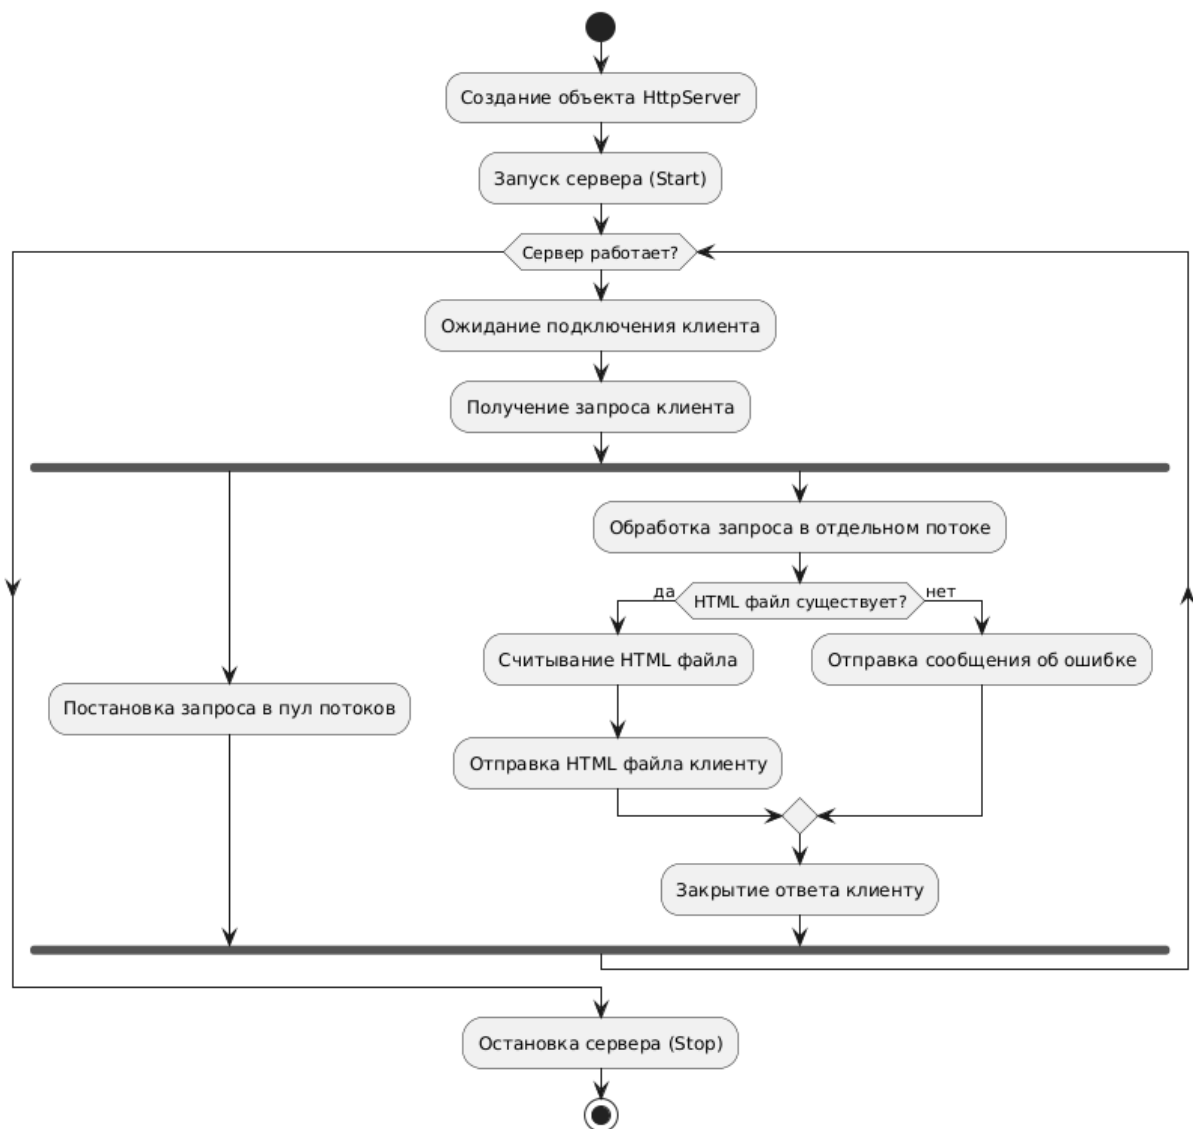 Создание объекта HttpServer
Запуск сервера (Start)
Сервер работает?
Ожидание подключения клиента
Получение запроса клиента
Обработка запроса в отдельном потоке
да
HTML файл существует?
нет
Считывание HTML файла
Отправка сообщения об ошибке
Постановка запроса в пул потоков
Отправка HTML файла клиенту
Закрытие ответа клиенту
Остановка сервера (Stop)